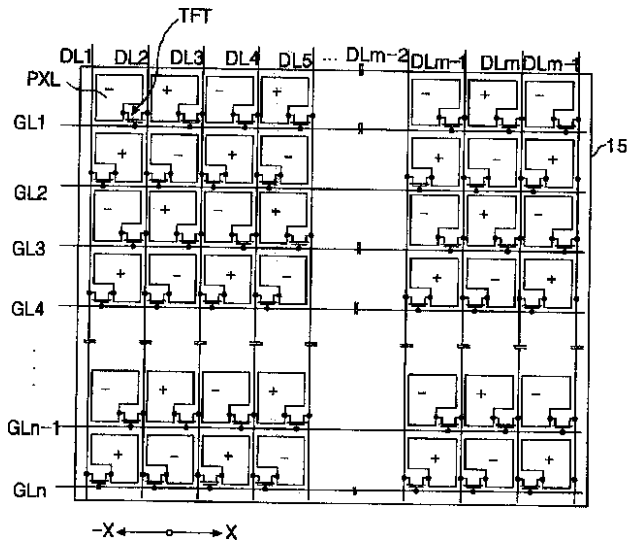 TFT
DL1 DL2 DL3 DL4 DL5 ... DLm-2 DLm-1 DLm DLm-1
PXL
- + - + - + -
GL1
15
+ - + - + - +
GL2
- + - + - + -
GL3
+ - + - + - +
GL4
- + - + - + -
GLn-1
+ - + - + - +
GLn
-X X